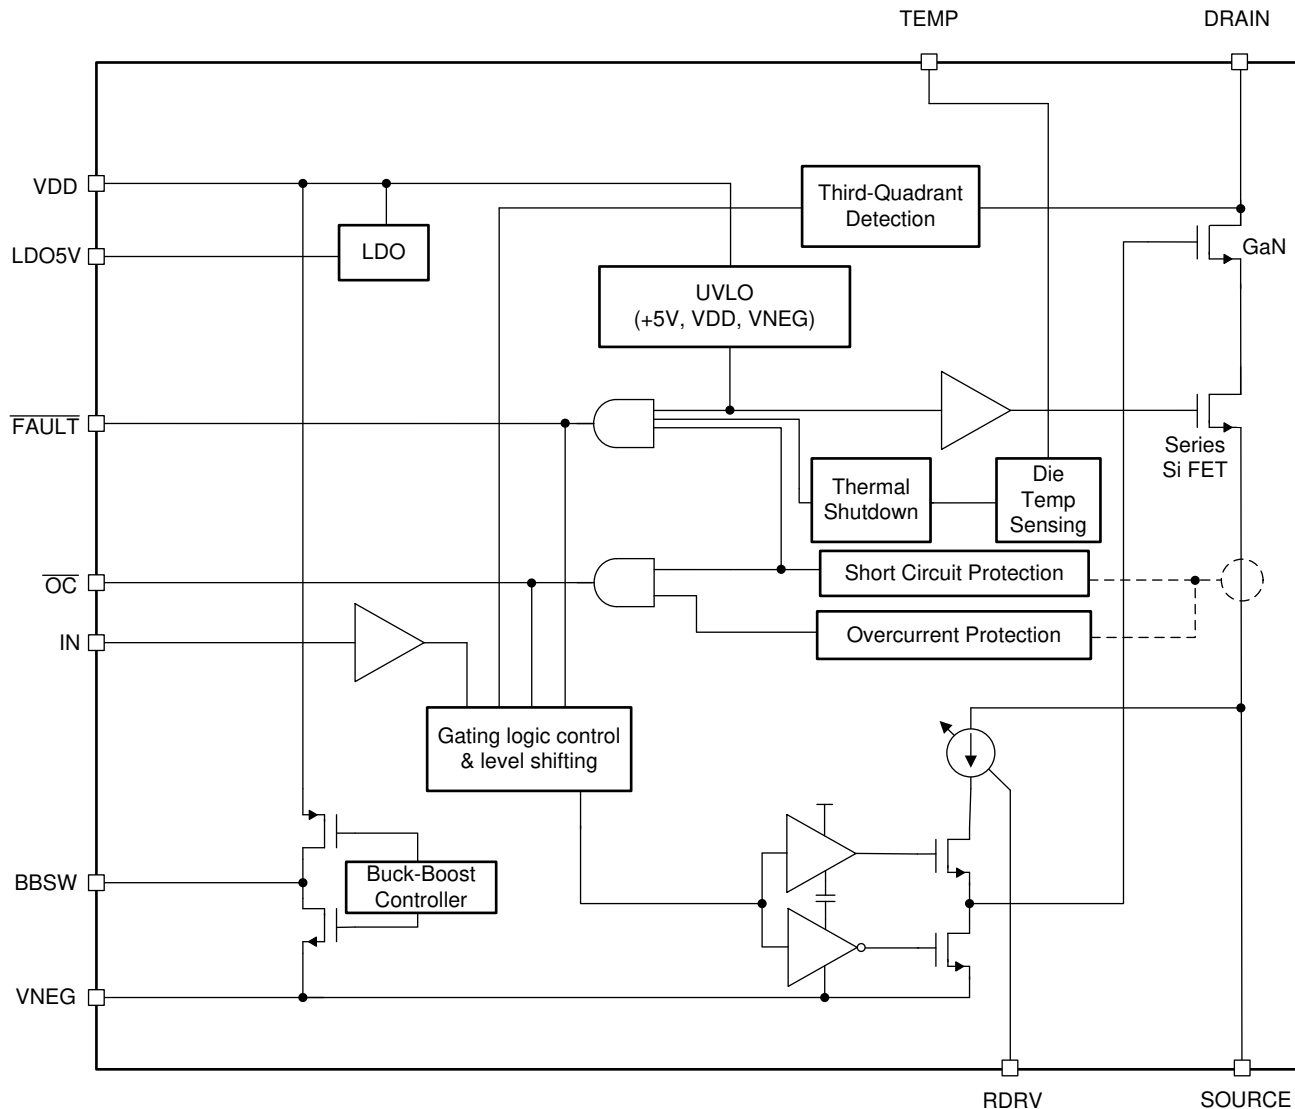 TEMP
DRAIN
VDD
Third-Quadrant
Detection
LDO5V
LDO
GaN
UVLO
(+5V, VDD, VNEG)
FAULT
Series
Si FET
Thermal
Shutdown
Die
Temp
Sensing
OC
Short Circuit Protection
IN
Overcurrent Protection
Gating logic control
& level shifting
BBSW
Buck-Boost
Controller
VNEG
RDRV
SOURCE